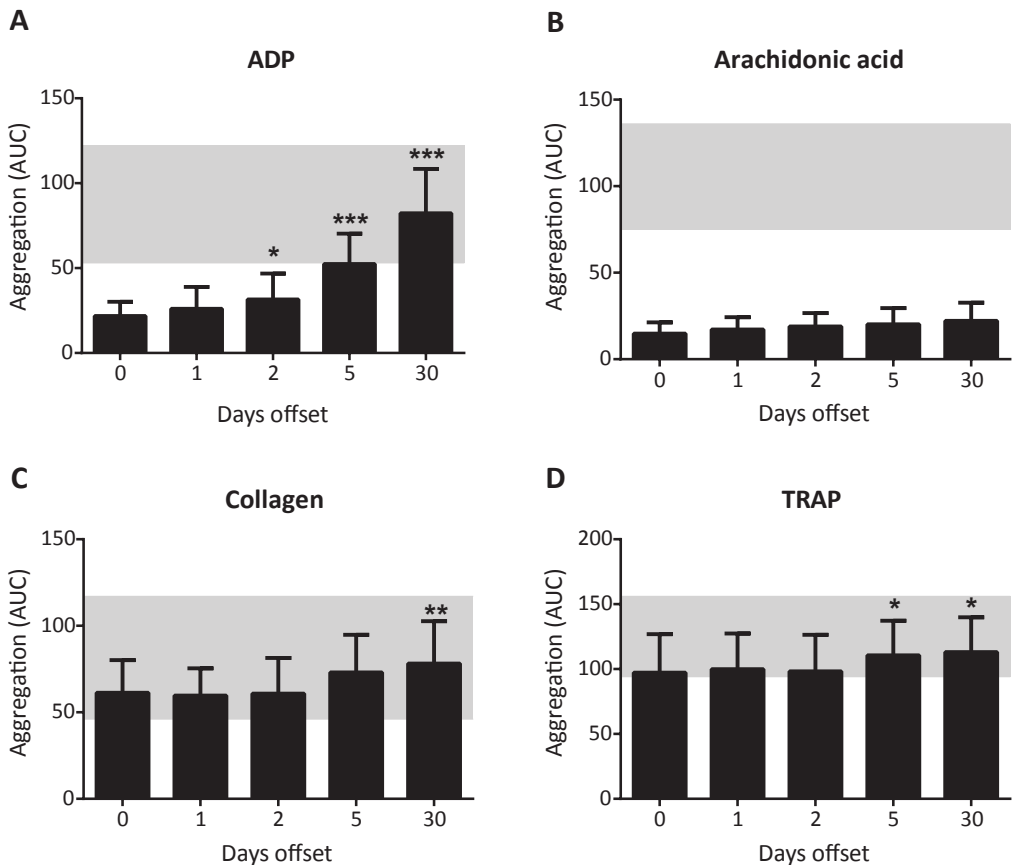 A
ADP
Aggregation (AUC)
150
100
50
0
*
***
***
0 1 2 5 30
Days offset
B
Arachidonic acid
Aggregation (AUC)
150
100
50
0
0 1 2 5 30
Days offset
C
Collagen
Aggregation (AUC)
150
100
50
0
**
0 1 2 5 30
Days offset
D
TRAP
Aggregation (AUC)
200
150
100
50
0
* *
0 1 2 5 30
Days offset